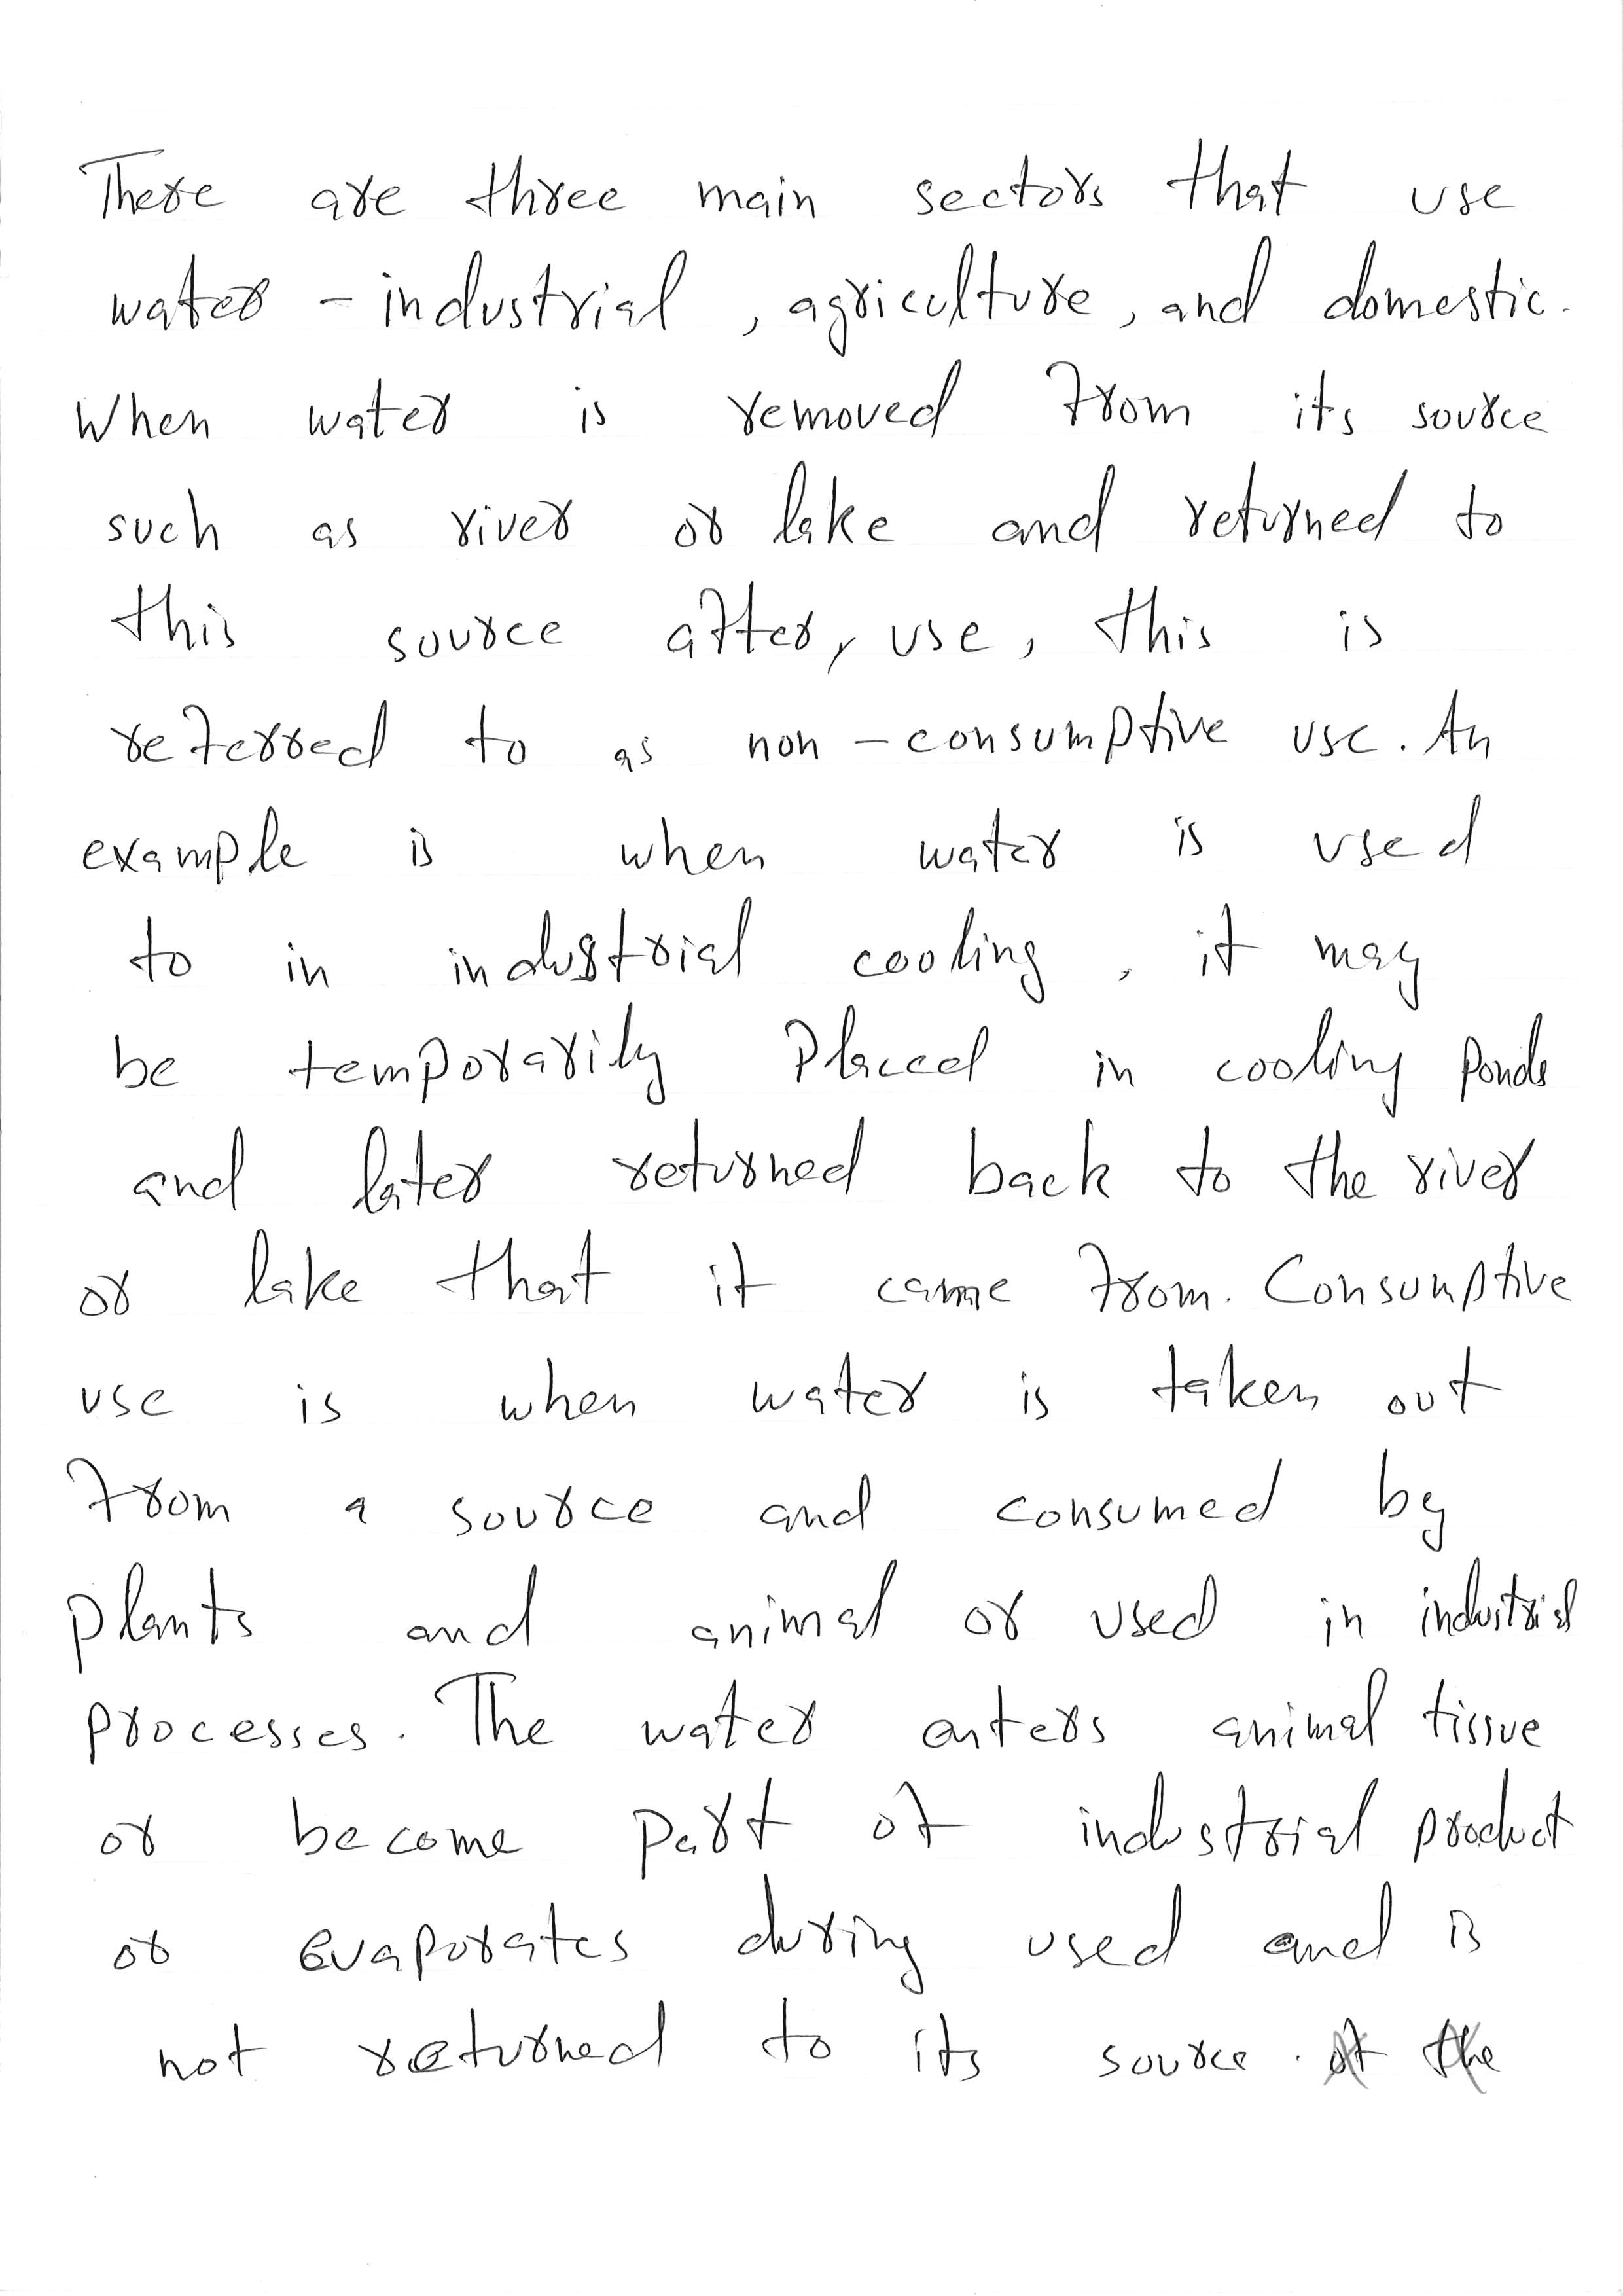 There are three main sectors that use
water - industrial, agriculture, and domestic.
When water is removed from its source
such as river or lake and returned to
this source after, use, this is
referred to as non-consumptive use. An
example is when water is used
to in industrial cooling, it may
be temporarily placed in cooling ponds
and later returned back to the river
or lake that it came from. Consumptive
use is when water is taken out
from a source and consumed by
plants and animal or used in industrial
processes. The water enters animal tissue
or become part of industrial product
or evaporates during used and is
not returned to its source.